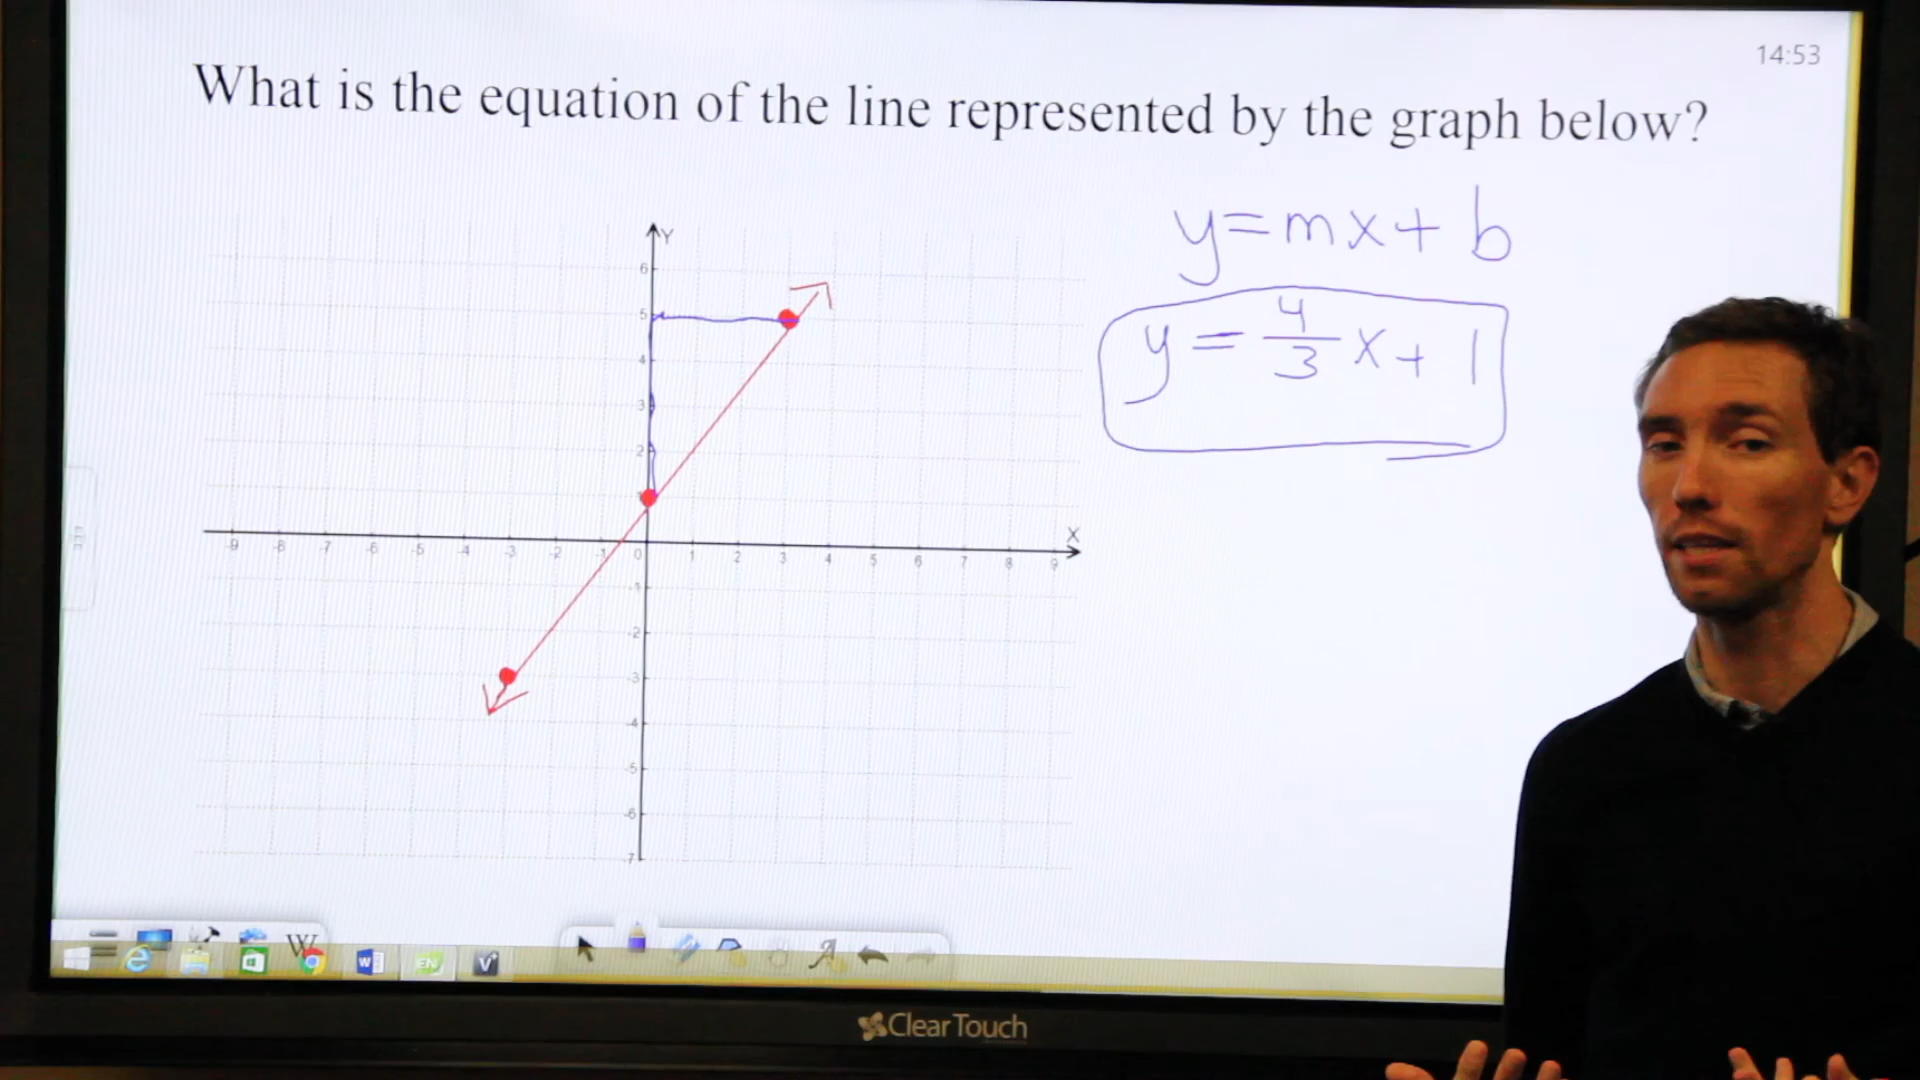 14:53
What is the equation of the line represented by the graph below?
y=mx+b
y=4/3x+1
Y
6
5
4
3
2
X
-9 -8 -7 -6 -5 -4 -3 -2 -1 0 1 2 3 4 5 6 7 8 9
-1
-2
-3
-4
-5
-6
-7
W
W
EN
V+
ClearTouch